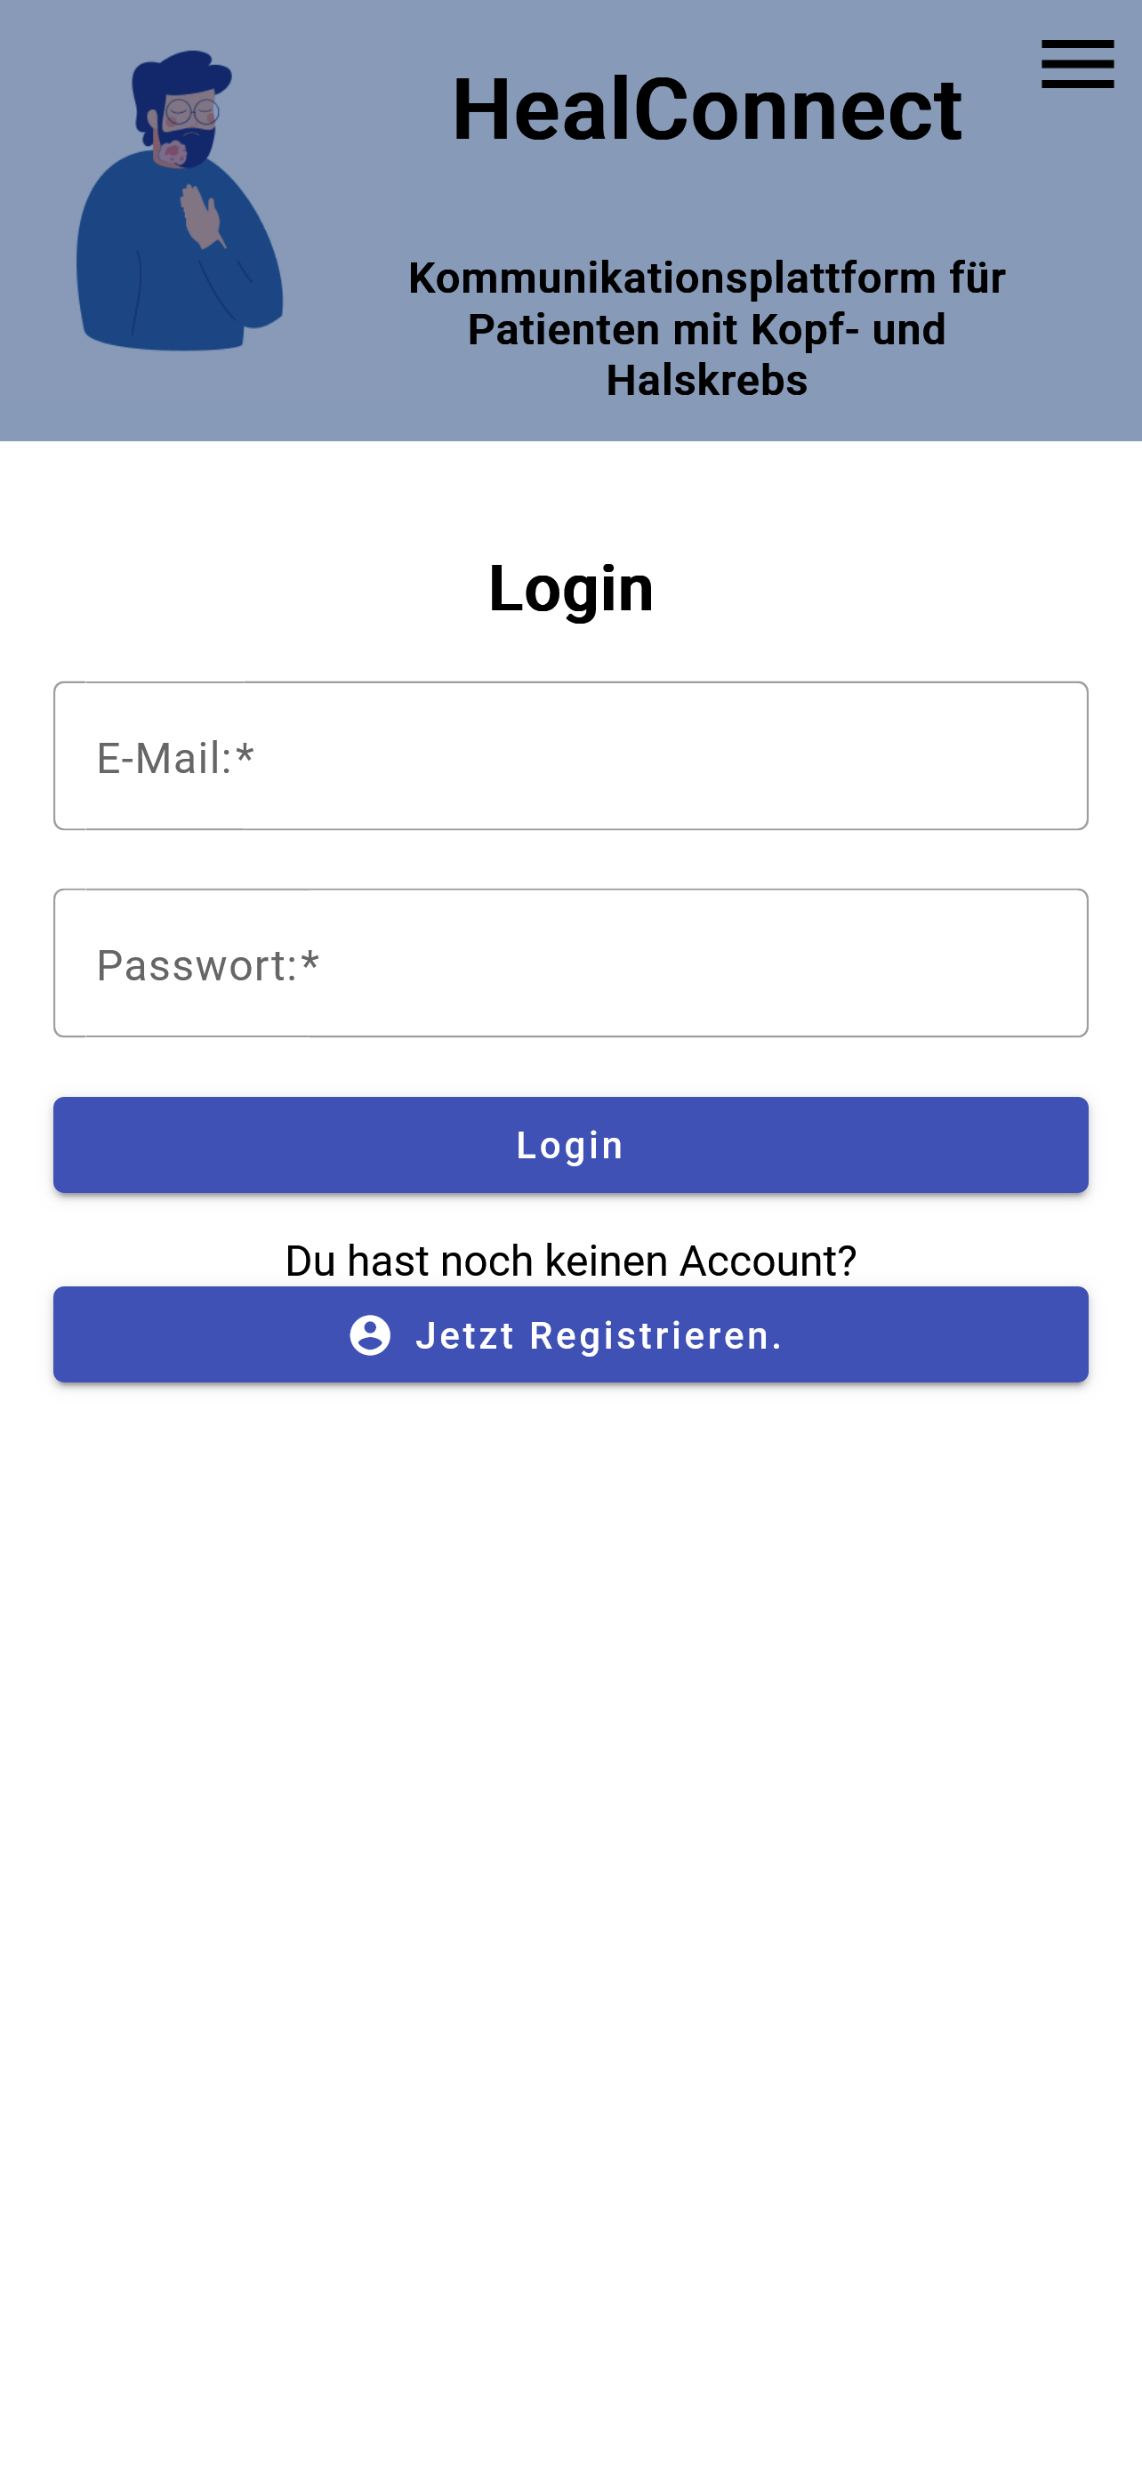 HealConnect
Kommunikationsplattform für
Patienten mit Kopf- und
Halskrebs
Login
E-Mail:*
Passwort:*
Login
Du hast noch keinen Account?
Jetzt Registrieren.